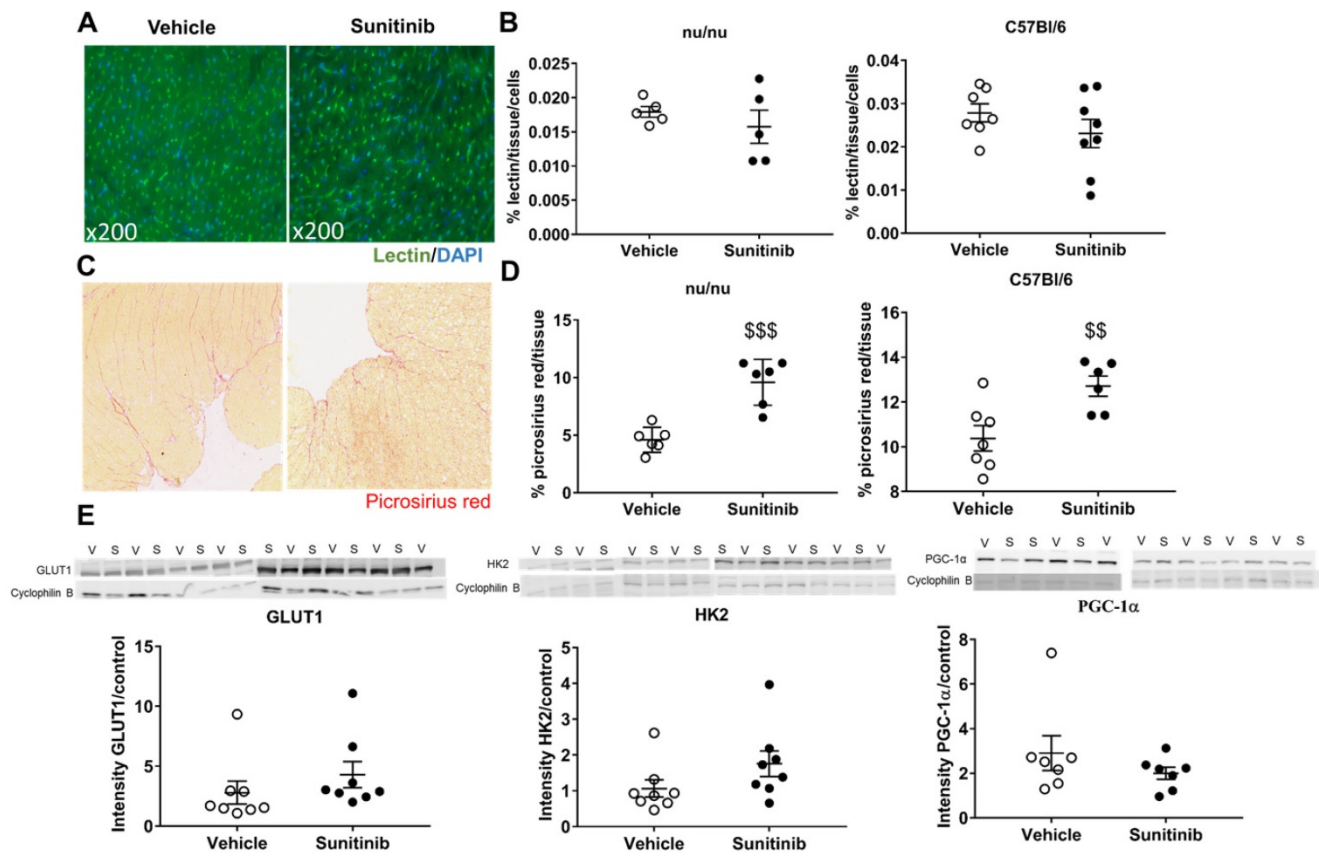 A
Vehicle
Sunitinib
x200
x200
Lectin/DAPI
B
nu/nu
% lectin/tissue/cells
0.025
0.020
0.015
0.010
0.005
0.000
Vehicle
Sunitinib
C57Bl/6
% lectin/tissue/cells
0.04
0.03
0.02
0.01
0.00
Vehicle
Sunitinib
C
Picrosirius red
D
nu/nu
% picrosirius red/tissue
15
10
5
0
$$$
Vehicle
Sunitinib
C57Bl/6
% picrosirius red/tissue
16
14
12
10
8
$$
Vehicle
Sunitinib
E
V S V S V S V S V S V S V S V
GLUT1
Cyclophilin B
GLUT1
Intensity GLUT1/control
15
10
5
0
Vehicle
Sunitinib
V S V S V S V S V S V S V S V
HK2
Cyclophilin B
HK2
Intensity HK2/control
5
4
3
2
1
0
Vehicle
Sunitinib
V S S V S V V V S S V S V S
PGC-1α
Cyclophilin B
PGC-1α
Intensity PGC-1α/control
8
6
4
2
0
Vehicle
Sunitinib